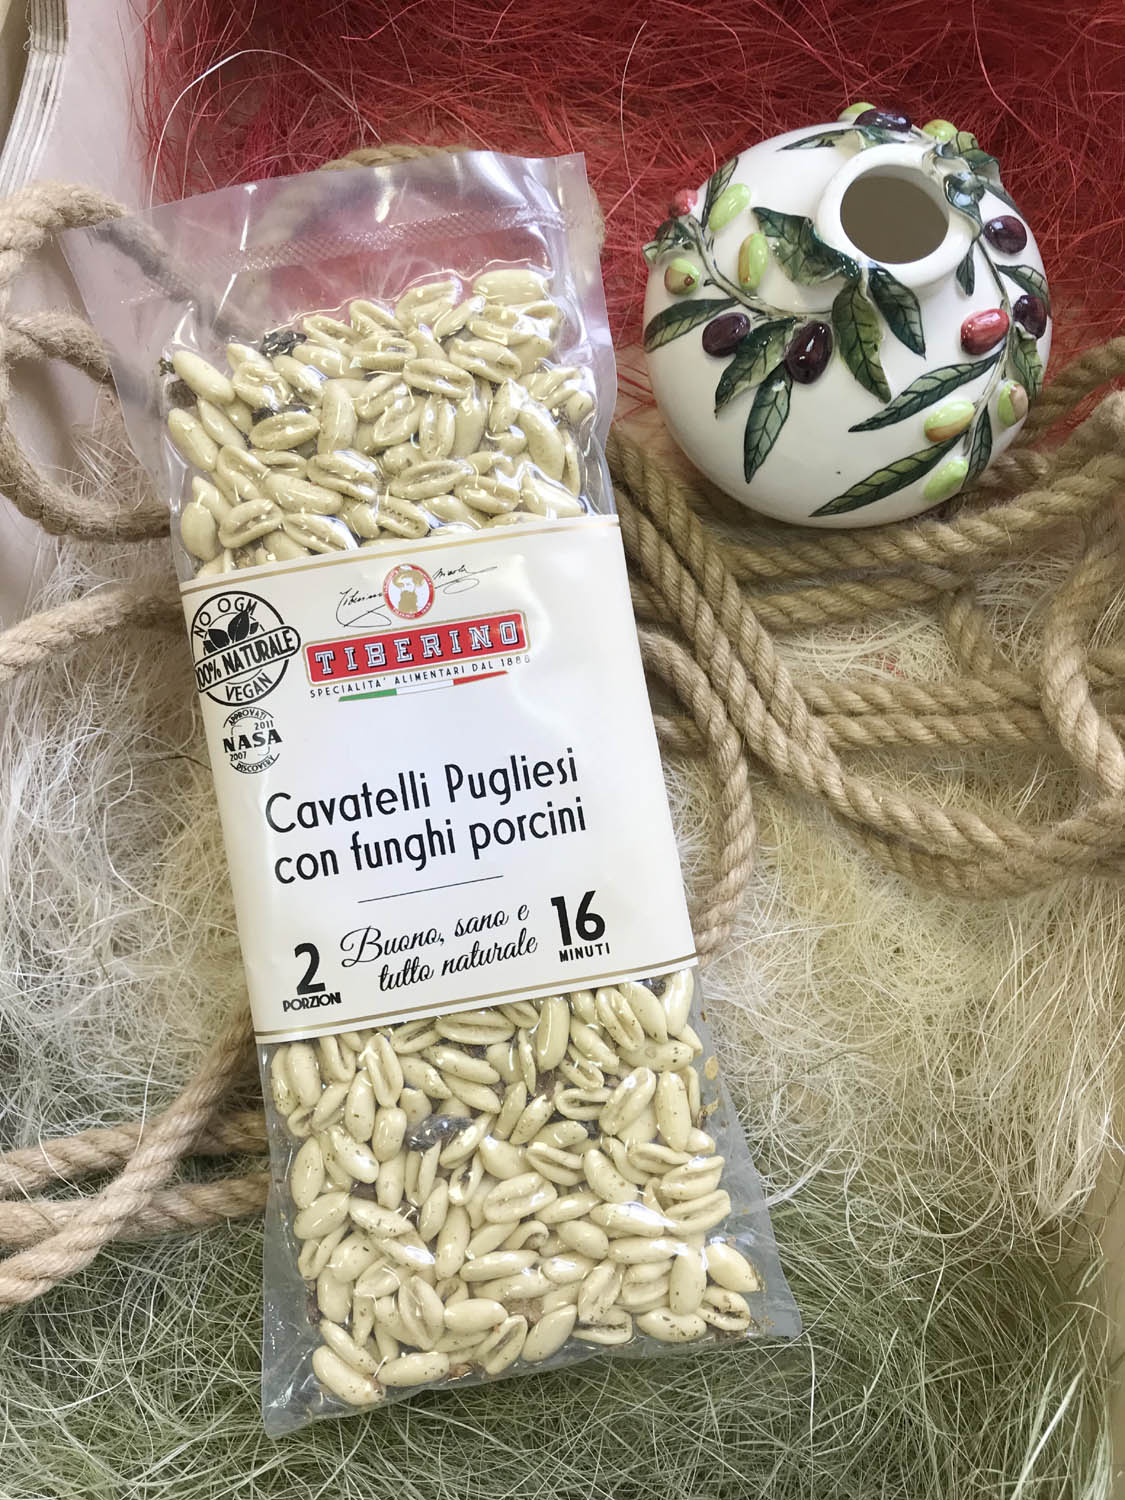 NO OGM
100% NATURALE
VEGAN
APPROVATI
2011
NASA
2007
DISCOVERY
TIBERINO
SPECIALITA' ALIMENTARI DAL 1888
Cavatelli Pugliesi
con funghi porcini
2
PORZIONI
Buono, sano e
tutto naturale
16
MINUTI